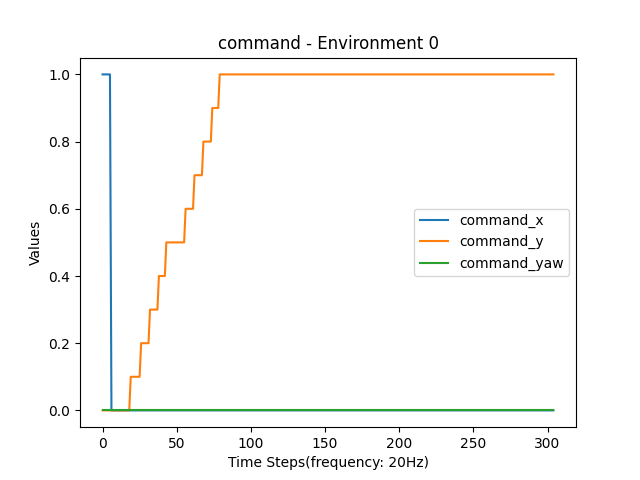 command - Environment 0
1.0
0.8
0.6
0.4
0.2
0.0
Values
command_x
command_y
command_yaw
0 50 100 150 200 250 300
Time Steps(frequency: 20Hz)